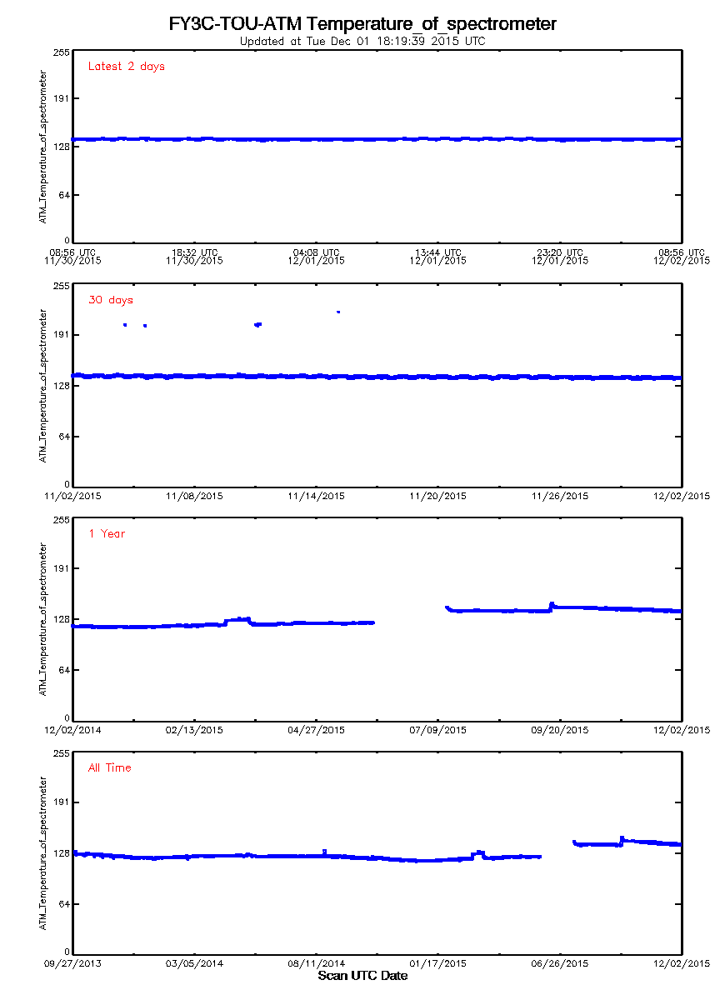 FY3C-TOU-ATM Temperature_of_spectrometer
Updated at Tue Dec 01 18:19:39 2015 UTC
ATM_Temperature_of_spectrometer
Latest 2 days
255
191
128
64
0
08:56 UTC 18:32 UTC 04:08 UTC 13:44 UTC 23:20 UTC 08:56 UTC
11/30/2015 11/30/2015 12/01/2015 12/01/2015 12/01/2015 12/02/2015
ATM_Temperature_of_spectrometer
30 days
255
191
128
64
0
11/02/2015 11/08/2015 11/14/2015 11/20/2015 11/26/2015 12/02/2015
ATM_Temperature_of_spectrometer
1 Year
255
191
128
64
0
12/02/2014 02/13/2015 04/27/2015 07/09/2015 09/20/2015 12/02/2015
ATM_Temperature_of_spectrometer
All Time
255
191
128
64
0
09/27/2013 03/05/2014 08/11/2014 01/17/2015 06/26/2015 12/02/2015
Scan UTC Date